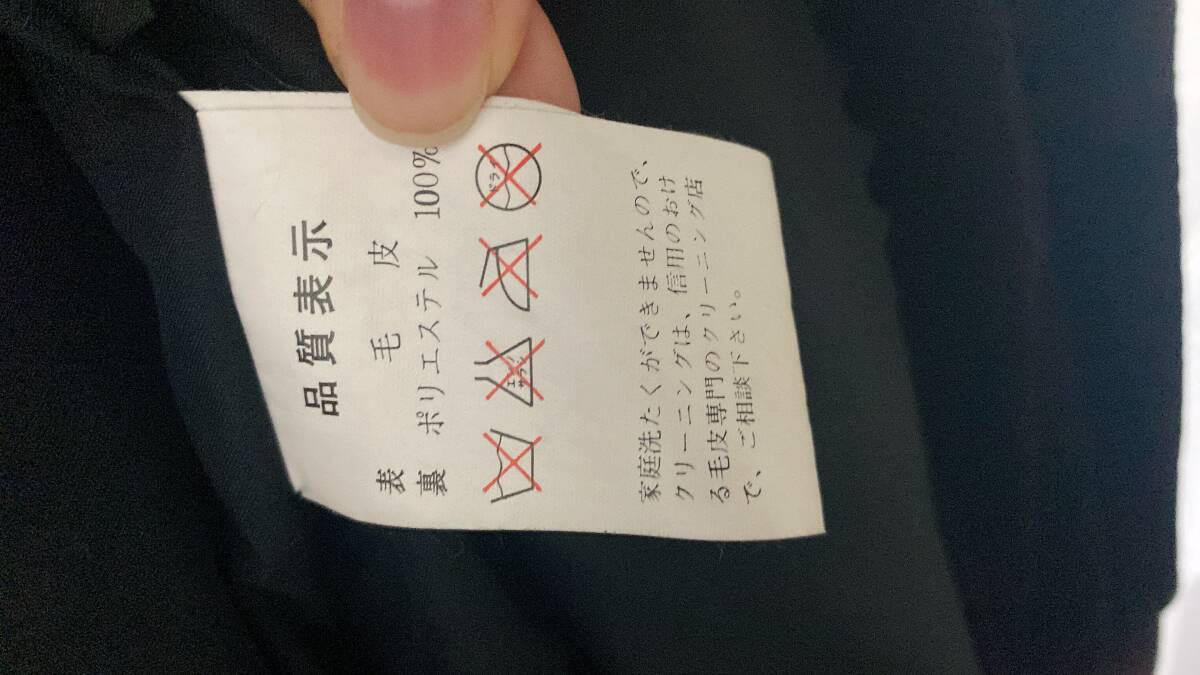 品質表示
表 毛皮
裏 ポリエステル 100%
エンソサラシ ドライ
家庭洗たくができませんので、
クリーニングは、信用のおけ
る毛皮専門のクリーニング店
で、ご相談下さい。